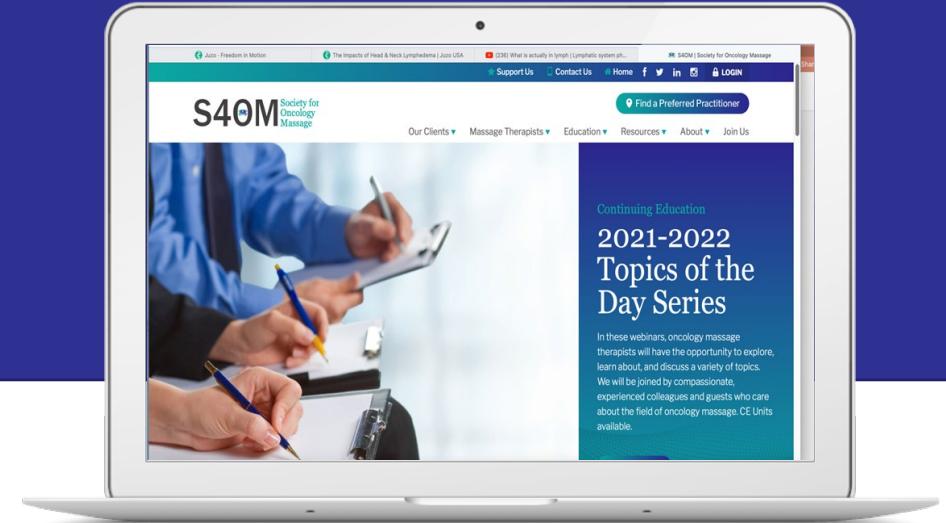 Juzo - Freedom in Motion
The Impacts of Head & Neck Lymphedema | Juzo USA
(236) What is actually in lymph | Lymphatic system ph...
S4OM | Society for Oncology Massage
Shar
Support Us
Contact Us
Home
LOGIN
S4OM Society for
Oncology
Massage
Find a Preferred Practitioner
Our Clients
Massage Therapists
Education
Resources
About
Join Us
Continuing Education
2021-2022
Topics of the
Day Series
In these webinars, oncology massage
therapists will have the opportunity to explore,
learn about, and discuss a variety of topics.
We will be joined by compassionate,
experienced colleagues and guests who care
about the field of oncology massage. CE Units
available.